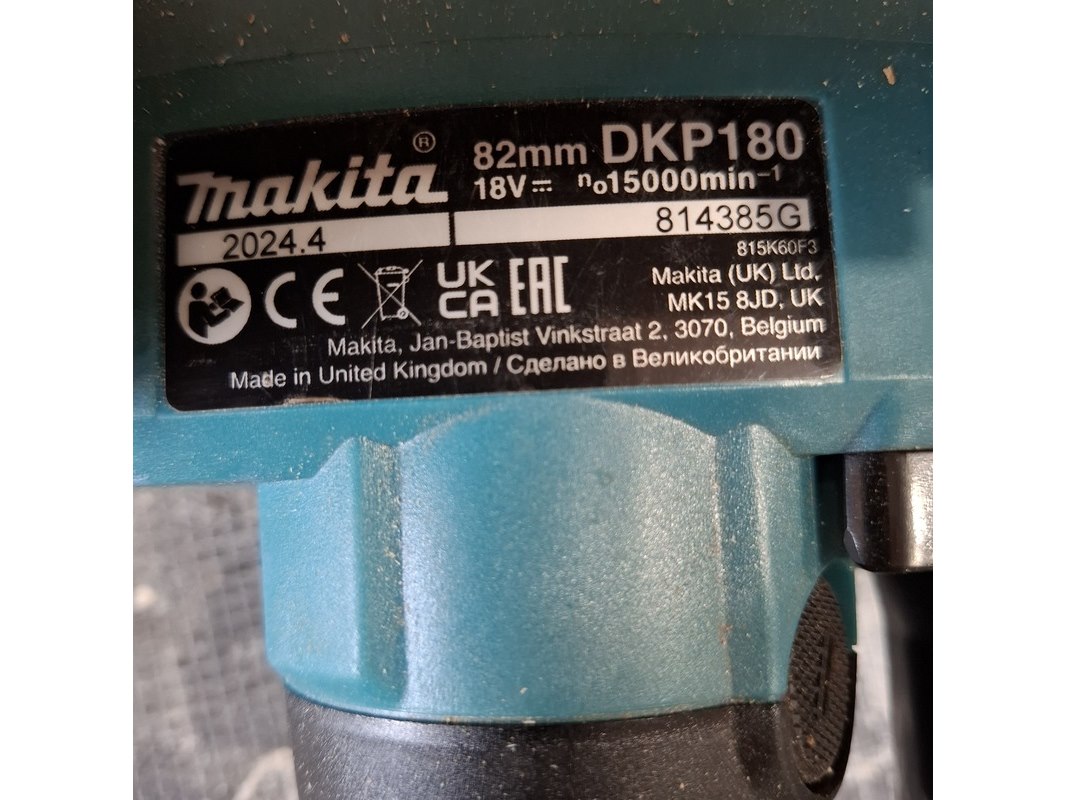 makita®
82mm DKP180
18V⎓ n₀15000min⁻¹
2024.4
814385G
815K60F3
CE
UK
CA
EAC
Makita (UK) Ltd,
MK15 8JD, UK
Makita, Jan-Baptist Vinkstraat 2, 3070, Belgium
Made in United Kingdom / Сделано в Великобритании